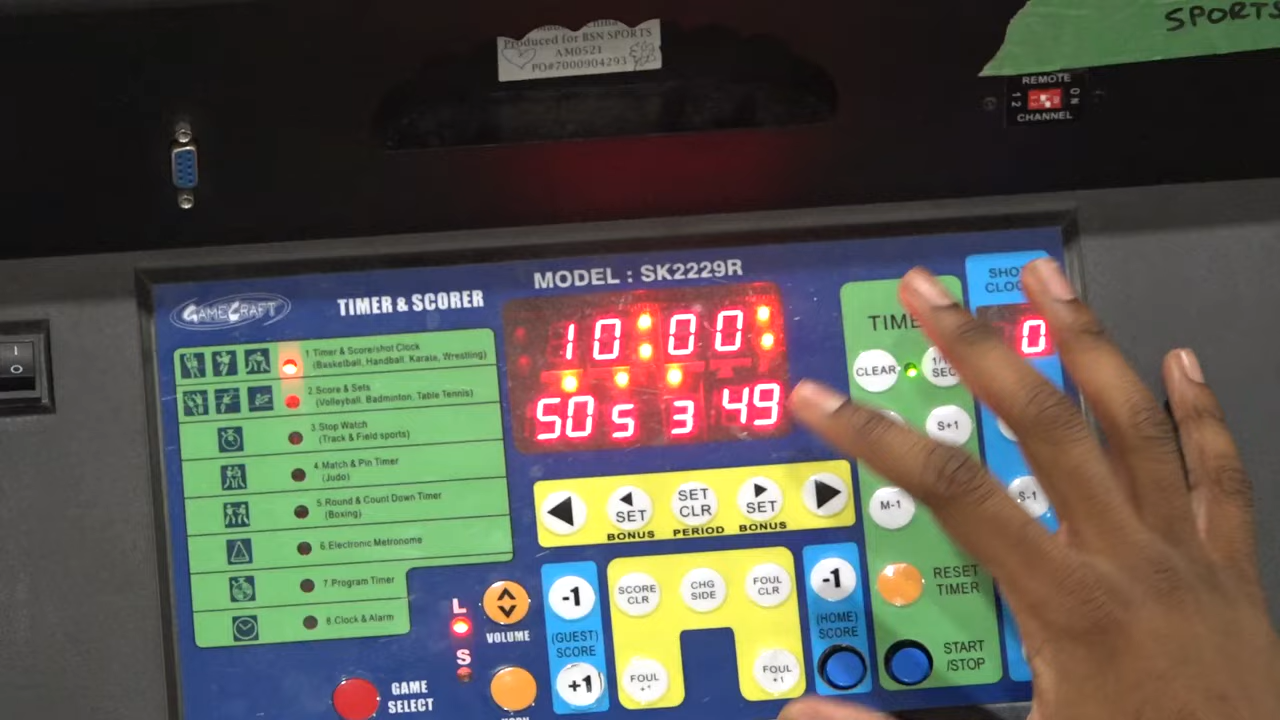 Produced for BSN SPORTS
AM0521
PO#7000904293
SPORTS
REMOTE
1 2
ON
CHANNEL
MODEL : SK2229R
GAMECRAFT
TIMER & SCORER
1 Timer & Score/shot Clock
(Basketball, Handball, Karate, Wrestling)
2.Score & Sets
(Volleyball, Badminton, Table Tennis)
3.Stop Watch
(Track & Field sports)
4.Match & Pin Timer
(Judo)
5.Round & Count Down Timer
(Boxing)
6.Electronic Metronome
7.Program Timer
8.Clock & Alarm
10:00
50 5 3 49
0
CLEAR
S+1
M-1
S-1
RESET
TIMER
START
/STOP
SET
SET
CLR
SET
BONUS
PERIOD
BONUS
SCORE
CLR
CHG
SIDE
FOUL
CLR
FOUL
+1
FOUL
+1
-1
(GUEST)
SCORE
+1
-1
(HOME)
SCORE
L
S
VOLUME
GAME
SELECT